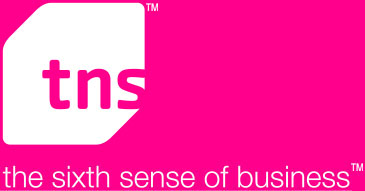 tns™
the sixth sense of business™